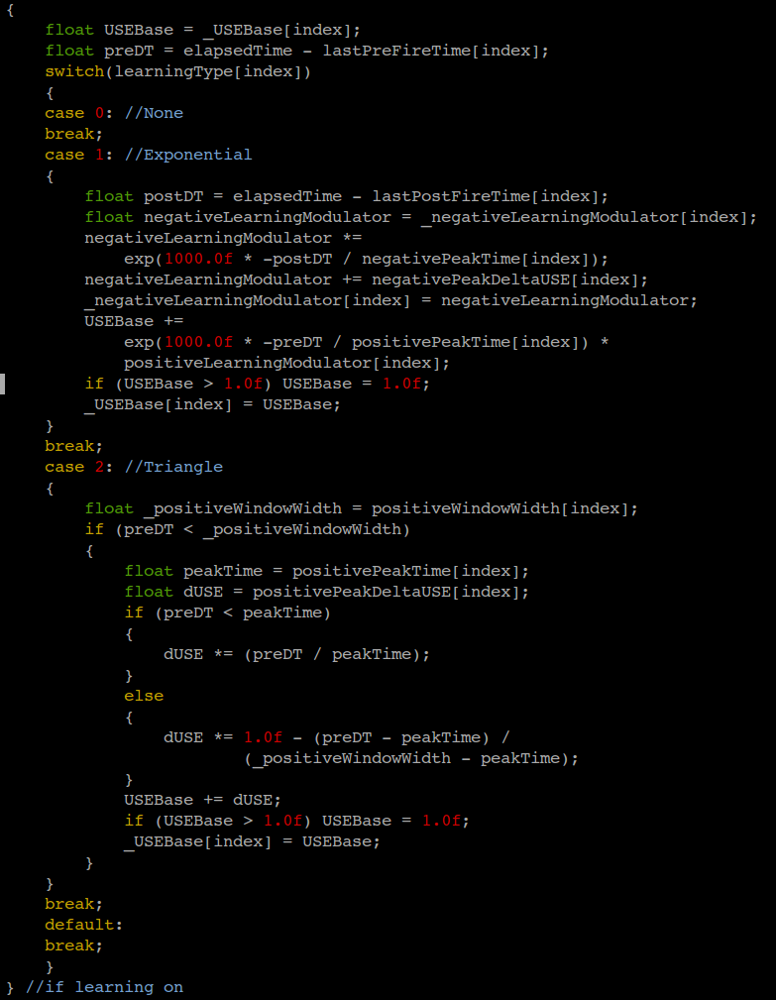 {
    float USEBase = _USEBase[index];
    float preDT = elapsedTime - lastPreFireTime[index];
    switch(learningType[index])
    {
    case 0: //None
    break;
    case 1: //Exponential
    {
        float postDT = elapsedTime - lastPostFireTime[index];
        float negativeLearningModulator = _negativeLearningModulator[index];
        negativeLearningModulator *=
            exp(1000.0f * -postDT / negativePeakTime[index]);
        negativeLearningModulator += negativePeakDeltaUSE[index];
        _negativeLearningModulator[index] = negativeLearningModulator;
        USEBase +=
            exp(1000.0f * -preDT / positivePeakTime[index]) *
            positiveLearningModulator[index];
        if (USEBase > 1.0f) USEBase = 1.0f;
        _USEBase[index] = USEBase;
    }
    break;
    case 2: //Triangle
    {
        float _positiveWindowWidth = positiveWindowWidth[index];
        if (preDT < _positiveWindowWidth)
        {
            float peakTime = positivePeakTime[index];
            float dUSE = positivePeakDeltaUSE[index];
            if (preDT < peakTime)
            {
                dUSE *= (preDT / peakTime);
            }
            else
            {
                dUSE *= 1.0f - (preDT - peakTime) /
                        (_positiveWindowWidth - peakTime);
            }
            USEBase += dUSE;
            if (USEBase > 1.0f) USEBase = 1.0f;
            _USEBase[index] = USEBase;
        }
    }
    break;
    default:
    break;
    }
} //if learning on